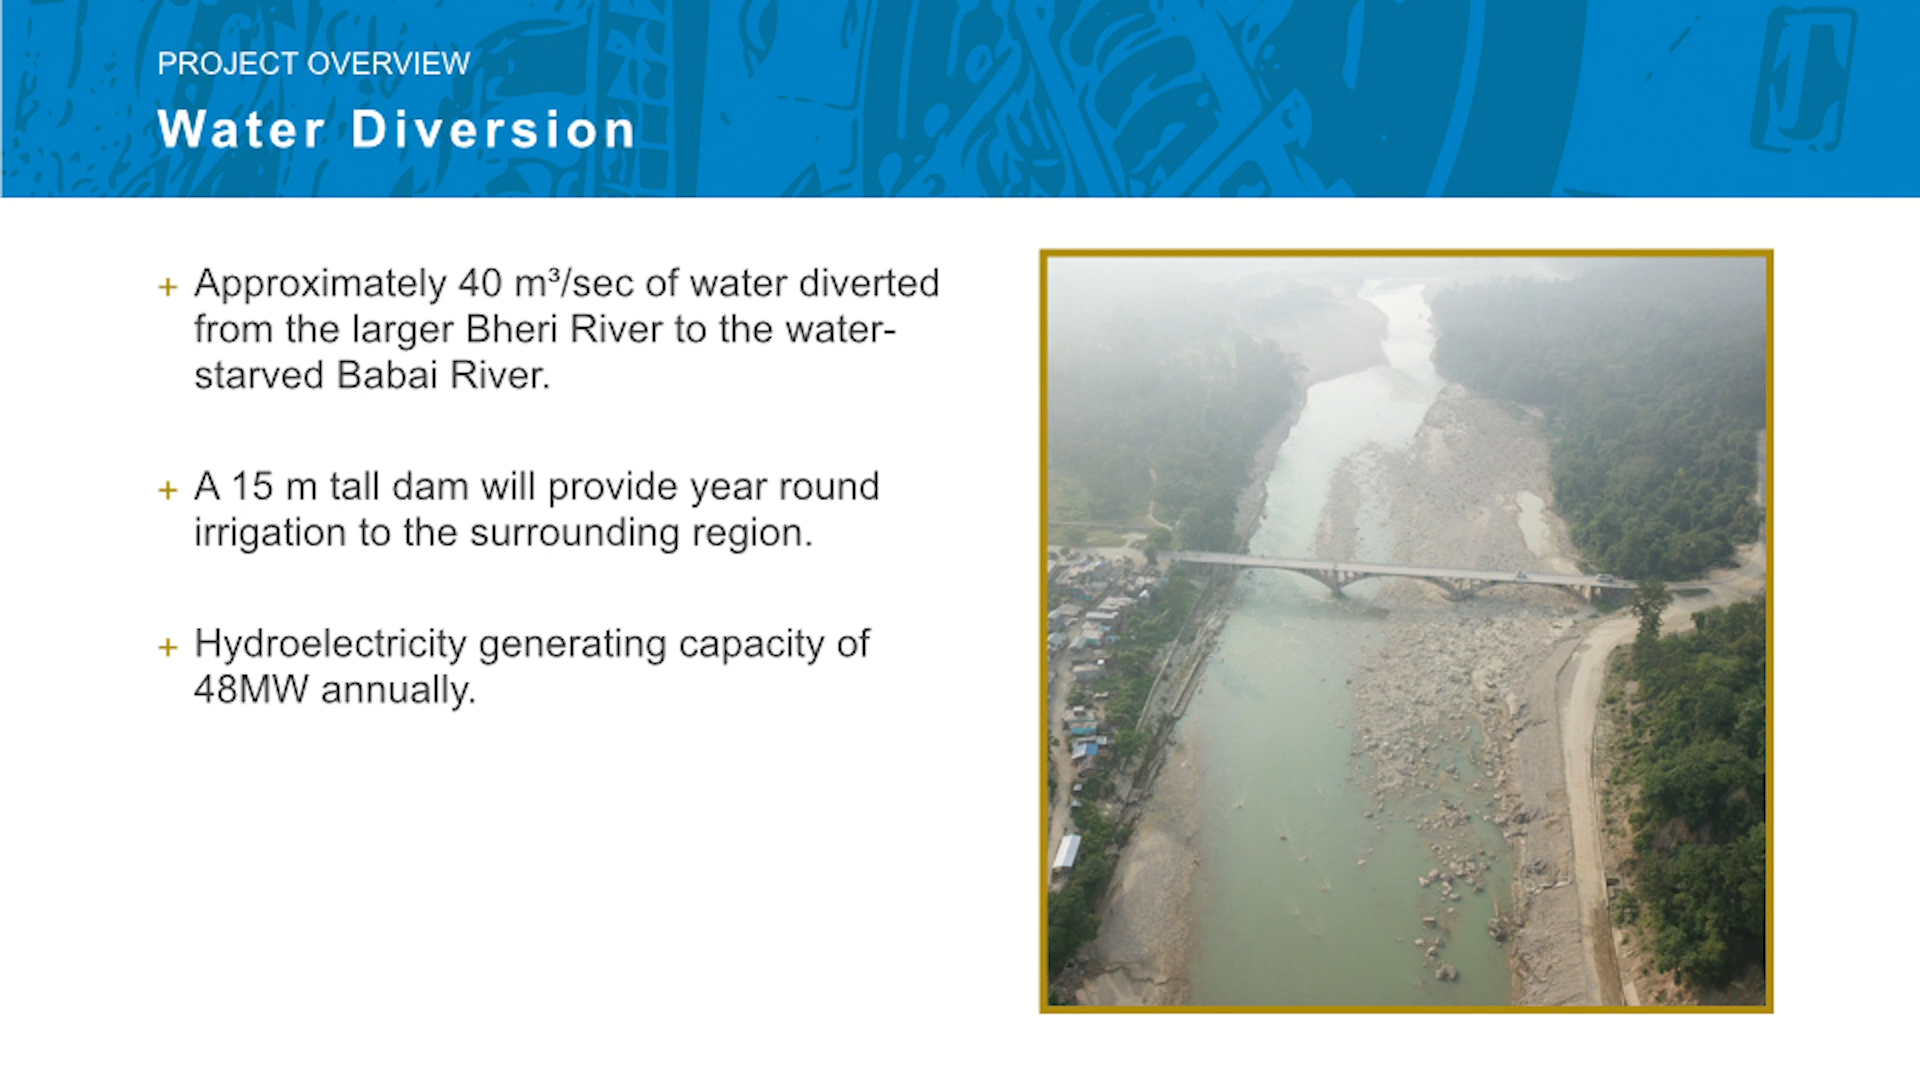 PROJECT OVERVIEW
Water Diversion
+ Approximately 40 m³/sec of water diverted
from the larger Bheri River to the water-
starved Babai River.
+ A 15 m tall dam will provide year round
irrigation to the surrounding region.
+ Hydroelectricity generating capacity of
48MW annually.